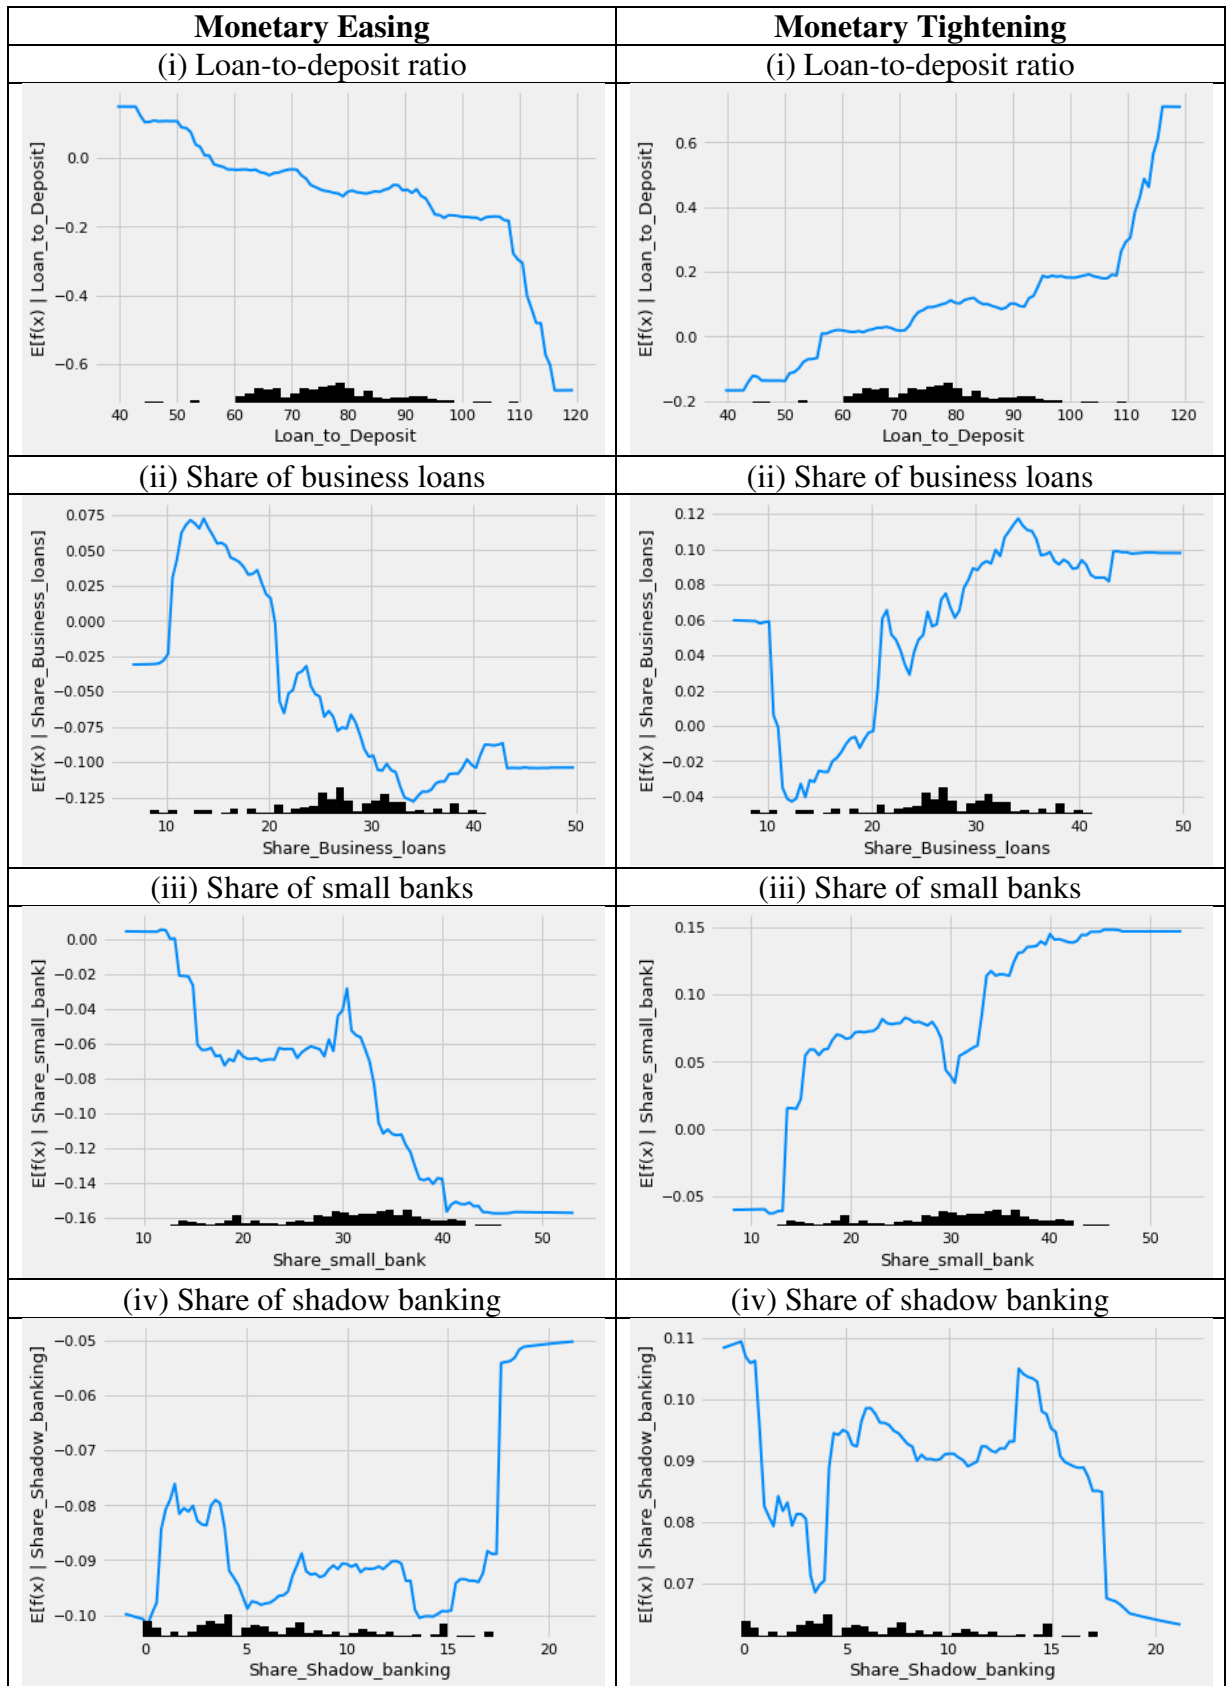 Monetary Easing
Monetary Tightening
(i) Loan-to-deposit ratio
(i) Loan-to-deposit ratio
E[f(x) | Loan_to_Deposit]
0.0
−0.2
−0.4
−0.6
40 50 60 70 80 90 100 110 120
Loan_to_Deposit
E[f(x) | Loan_to_Deposit]
0.6
0.4
0.2
0.0
−0.2
40 50 60 70 80 90 100 110 120
Loan_to_Deposit
(ii) Share of business loans
(ii) Share of business loans
E[f(x) | Share_Business_loans]
0.075
0.050
0.025
0.000
−0.025
−0.050
−0.075
−0.100
−0.125
10 20 30 40 50
Share_Business_loans
E[f(x) | Share_Business_loans]
0.12
0.10
0.08
0.06
0.04
0.02
0.00
−0.02
−0.04
10 20 30 40 50
Share_Business_loans
(iii) Share of small banks
(iii) Share of small banks
E[f(x) | Share_small_bank]
0.00
−0.02
−0.04
−0.06
−0.08
−0.10
−0.12
−0.14
−0.16
10 20 30 40 50
Share_small_bank
E[f(x) | Share_small_bank]
0.15
0.10
0.05
0.00
−0.05
10 20 30 40 50
Share_small_bank
(iv) Share of shadow banking
(iv) Share of shadow banking
E[f(x) | Share_Shadow_banking]
−0.05
−0.06
−0.07
−0.08
−0.09
−0.10
0 5 10 15 20
Share_Shadow_banking
E[f(x) | Share_Shadow_banking]
0.11
0.10
0.09
0.08
0.07
0 5 10 15 20
Share_Shadow_banking